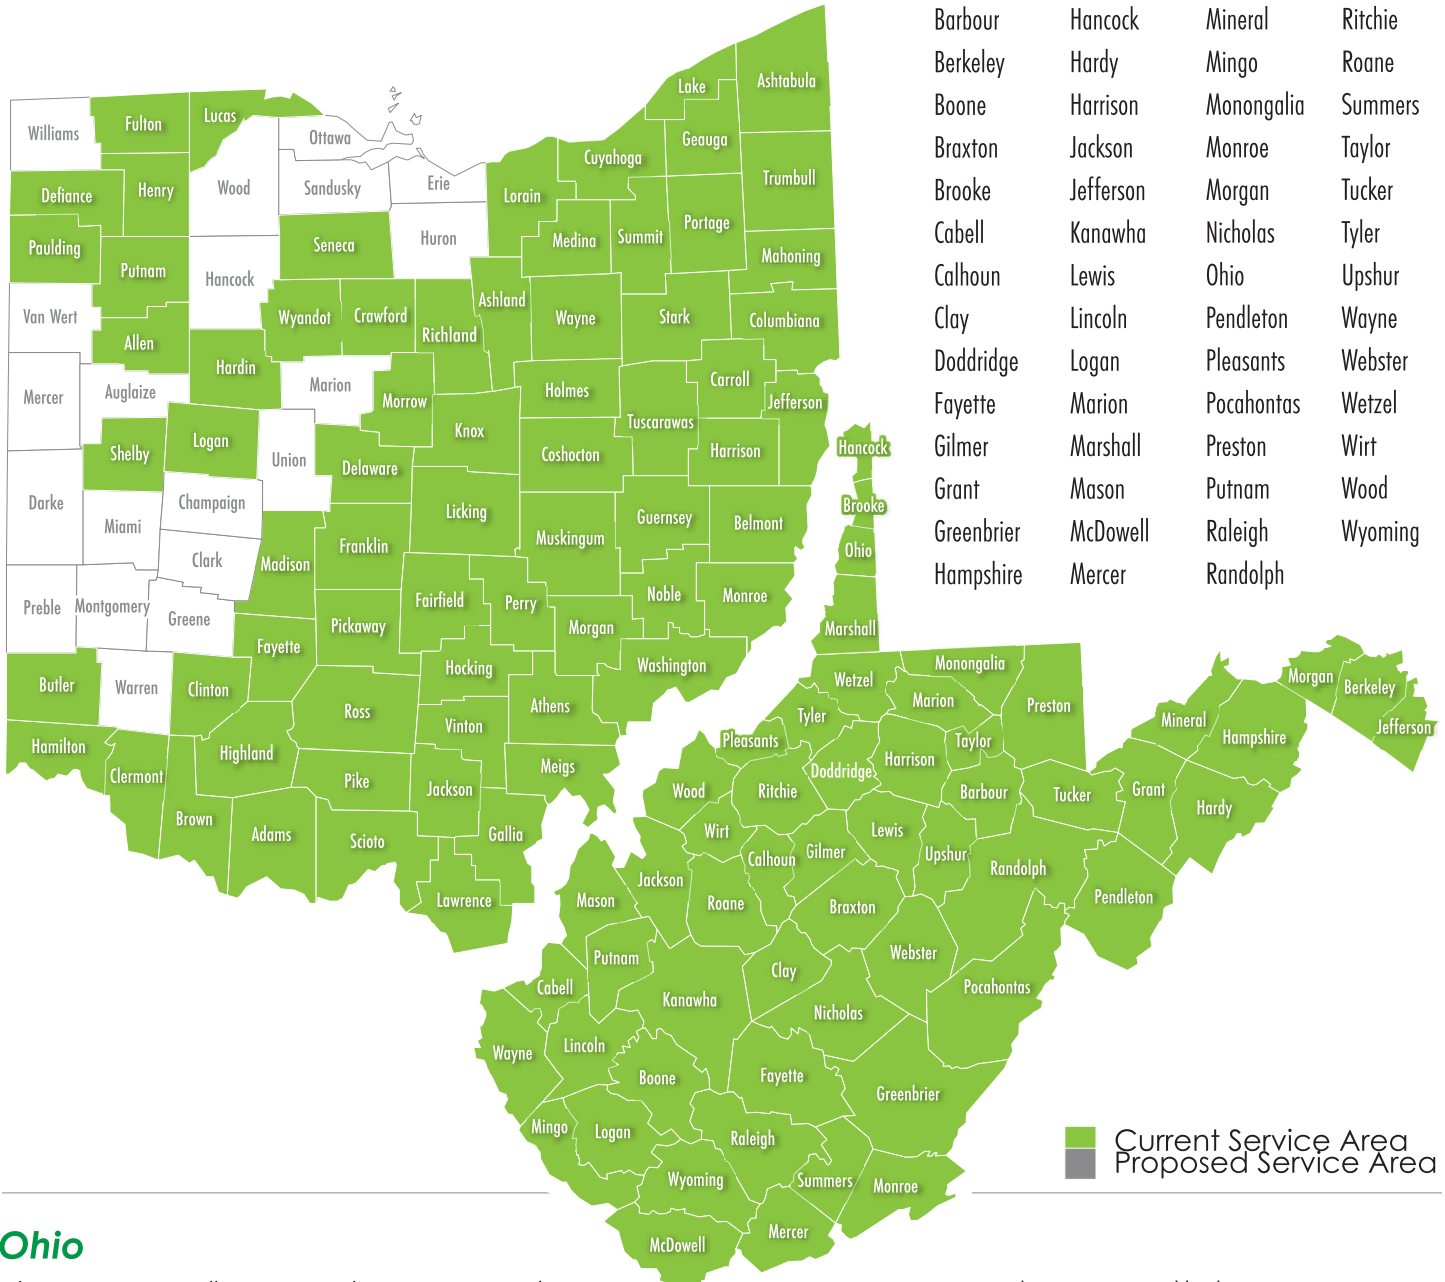 Barbour Hancock Mineral Ritchie
Berkeley Hardy Mingo Roane
Boone Harrison Monongalia Summers
Braxton Jackson Monroe Taylor
Brooke Jefferson Morgan Tucker
Cabell Kanawha Nicholas Tyler
Calhoun Lewis Ohio Upshur
Clay Lincoln Pendleton Wayne
Doddridge Logan Pleasants Webster
Fayette Marion Pocahontas Wetzel
Gilmer Marshall Preston Wirt
Grant Mason Putnam Wood
Greenbrier McDowell Raleigh Wyoming
Hampshire Mercer Randolph
Williams
Fulton
Lucas
Ottawa
Lake
Ashtabula
Defiance
Henry
Wood
Sandusky
Erie
Lorain
Cuyahoga
Geauga
Trumbull
Paulding
Putnam
Hancock
Seneca
Huron
Medina
Summit
Portage
Mahoning
Van Wert
Allen
Wyandot
Crawford
Richland
Ashland
Wayne
Stark
Columbiana
Mercer
Auglaize
Hardin
Marion
Morrow
Holmes
Tuscarawas
Carroll
Jefferson
Shelby
Logan
Union
Delaware
Knox
Coshocton
Harrison
Darke
Miami
Champaign
Clark
Madison
Franklin
Licking
Muskingum
Guernsey
Belmont
Preble
Montgomery
Greene
Fayette
Pickaway
Fairfield
Perry
Morgan
Noble
Monroe
Butler
Warren
Clinton
Ross
Hocking
Vinton
Athens
Washington
Hamilton
Clermont
Highland
Pike
Jackson
Meigs
Brown
Adams
Scioto
Gallia
Lawrence
Hancock
Brooke
Ohio
Marshall
Wetzel
Monongalia
Marion
Preston
Tyler
Pleasants
Doddridge
Harrison
Taylor
Mineral
Hampshire
Morgan
Berkeley
Jefferson
Wood
Ritchie
Barbour
Tucker
Grant
Hardy
Wirt
Calhoun
Gilmer
Lewis
Upshur
Randolph
Pendleton
Mason
Jackson
Roane
Braxton
Webster
Pocahontas
Putnam
Cabell
Kanawha
Clay
Nicholas
Wayne
Lincoln
Boone
Fayette
Greenbrier
Mingo
Logan
Raleigh
Wyoming
Summers
Monroe
McDowell
Mercer
Current Service Area
Proposed Service Area
Ohio